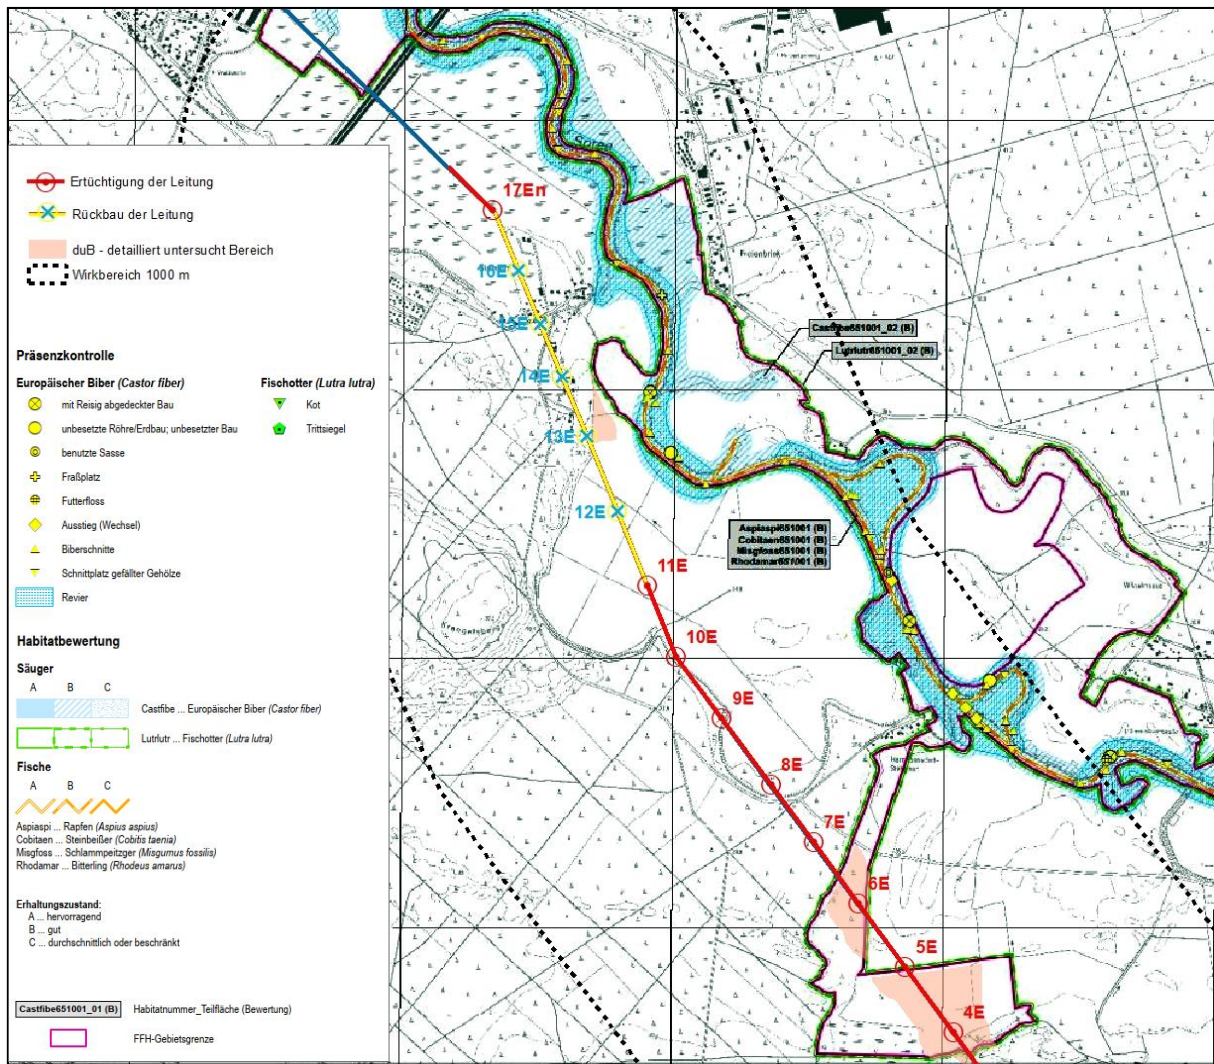 Ertüchtigung der Leitung
Rückbau der Leitung
duB - detailliert untersucht Bereich
Wirkbereich 1000 m
Präsenzkontrolle
Europäischer Biber (Castor fiber)
Fischotter (Lutra lutra)
mit Reisig abgedeckter Bau
Kot
unbesetzte Röhre/Erdbau; unbesetzter Bau
Trittsiegel
benutzte Sasse
Fraßplatz
Futterfloss
Ausstieg (Wechsel)
Biberschnitte
Schnittplatz gefällter Gehölze
Revier
Habitatbewertung
Säuger
A B C
Castfibe ... Europäischer Biber (Castor fiber)
Lutrlutr ... Fischotter (Lutra lutra)
Fische
A B C
Aspiaspi ... Rapfen (Aspius aspius)
Cobitaen ... Steinbeißer (Cobitis taenia)
Misgfoss ... Schlammpeitzger (Misgurnus fossilis)
Rhodamar ... Bitterling (Rhodeus amarus)
Erhaltungszustand:
A ... hervorragend
B ... gut
C ... durchschnittlich oder beschränkt
Castfibe651001_01 (B)
Habitatnummer_Teilfläche (Bewertung)
FFH-Gebietsgrenze
17En
16E
15E
14E
13E
12E
11E
10E
9E
8E
7E
6E
5E
4E
Spree
Freienbrink
Castfibe651001_02 (B)
Lutrlutr651001_02 (B)
Aspiaspi651001 (B)
Cobitaen651001 (B)
Misgfoss651001 (B)
Rhodamar651001 (B)